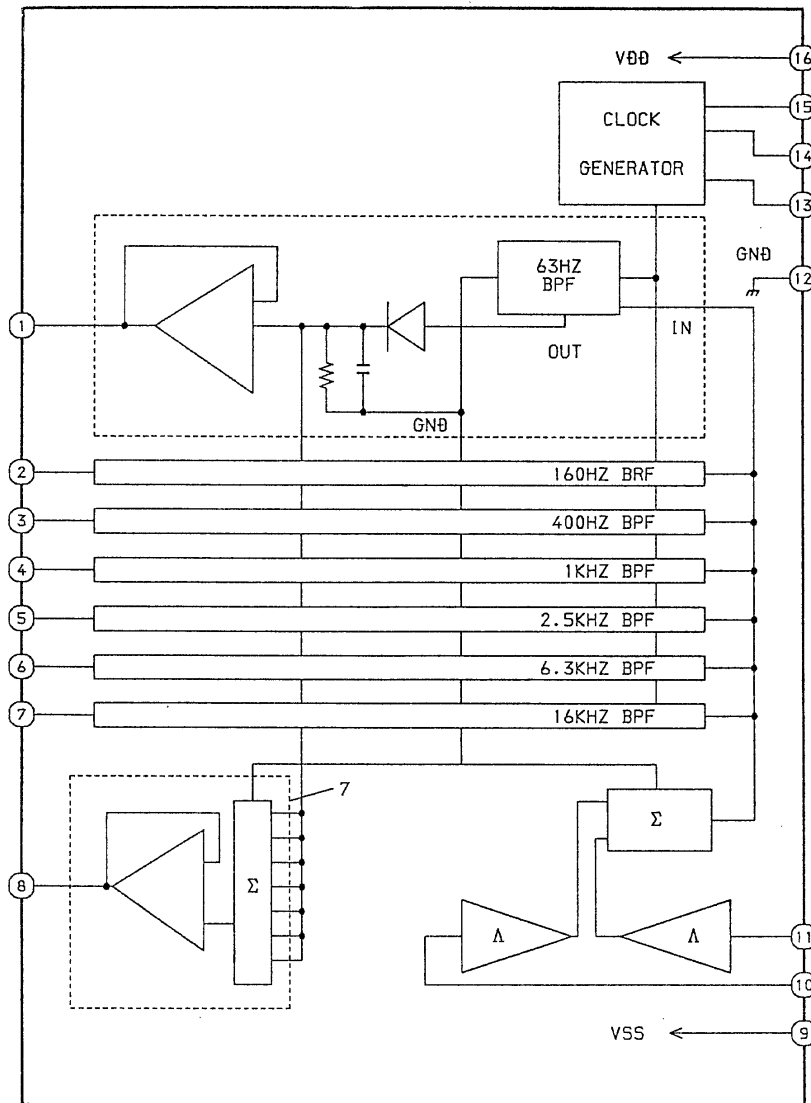 VDD
16
15
CLOCK
GENERATOR
14
13
GND
12
63HZ
BPF
1
IN
OUT
GND
2
160HZ BRF
3
400HZ BPF
4
1KHZ BPF
5
2.5KHZ BPF
6
6.3KHZ BPF
7
16KHZ BPF
7
Σ
8
Σ
Λ
Λ
11
10
VSS
9